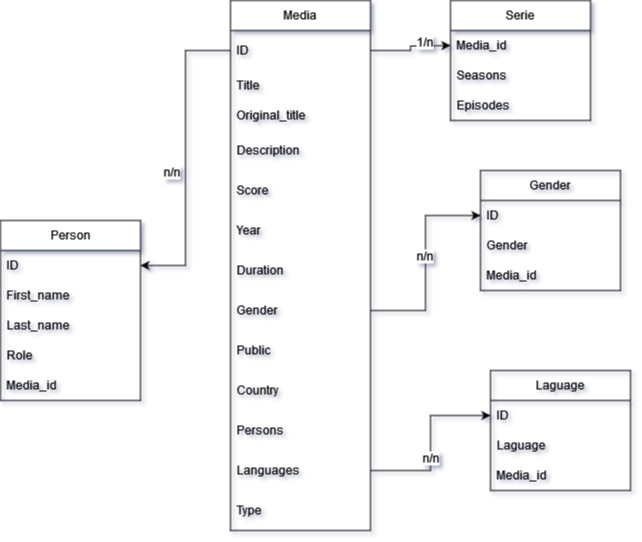 Media
ID
Title
Original_title
Description
Score
Year
Duration
Gender
Public
Country
Persons
Languages
Type
Serie
Media_id
Seasons
Episodes
1/n
n/n
Person
ID
First_name
Last_name
Role
Media_id
Gender
ID
Gender
Media_id
n/n
Laguage
ID
Laguage
Media_id
n/n